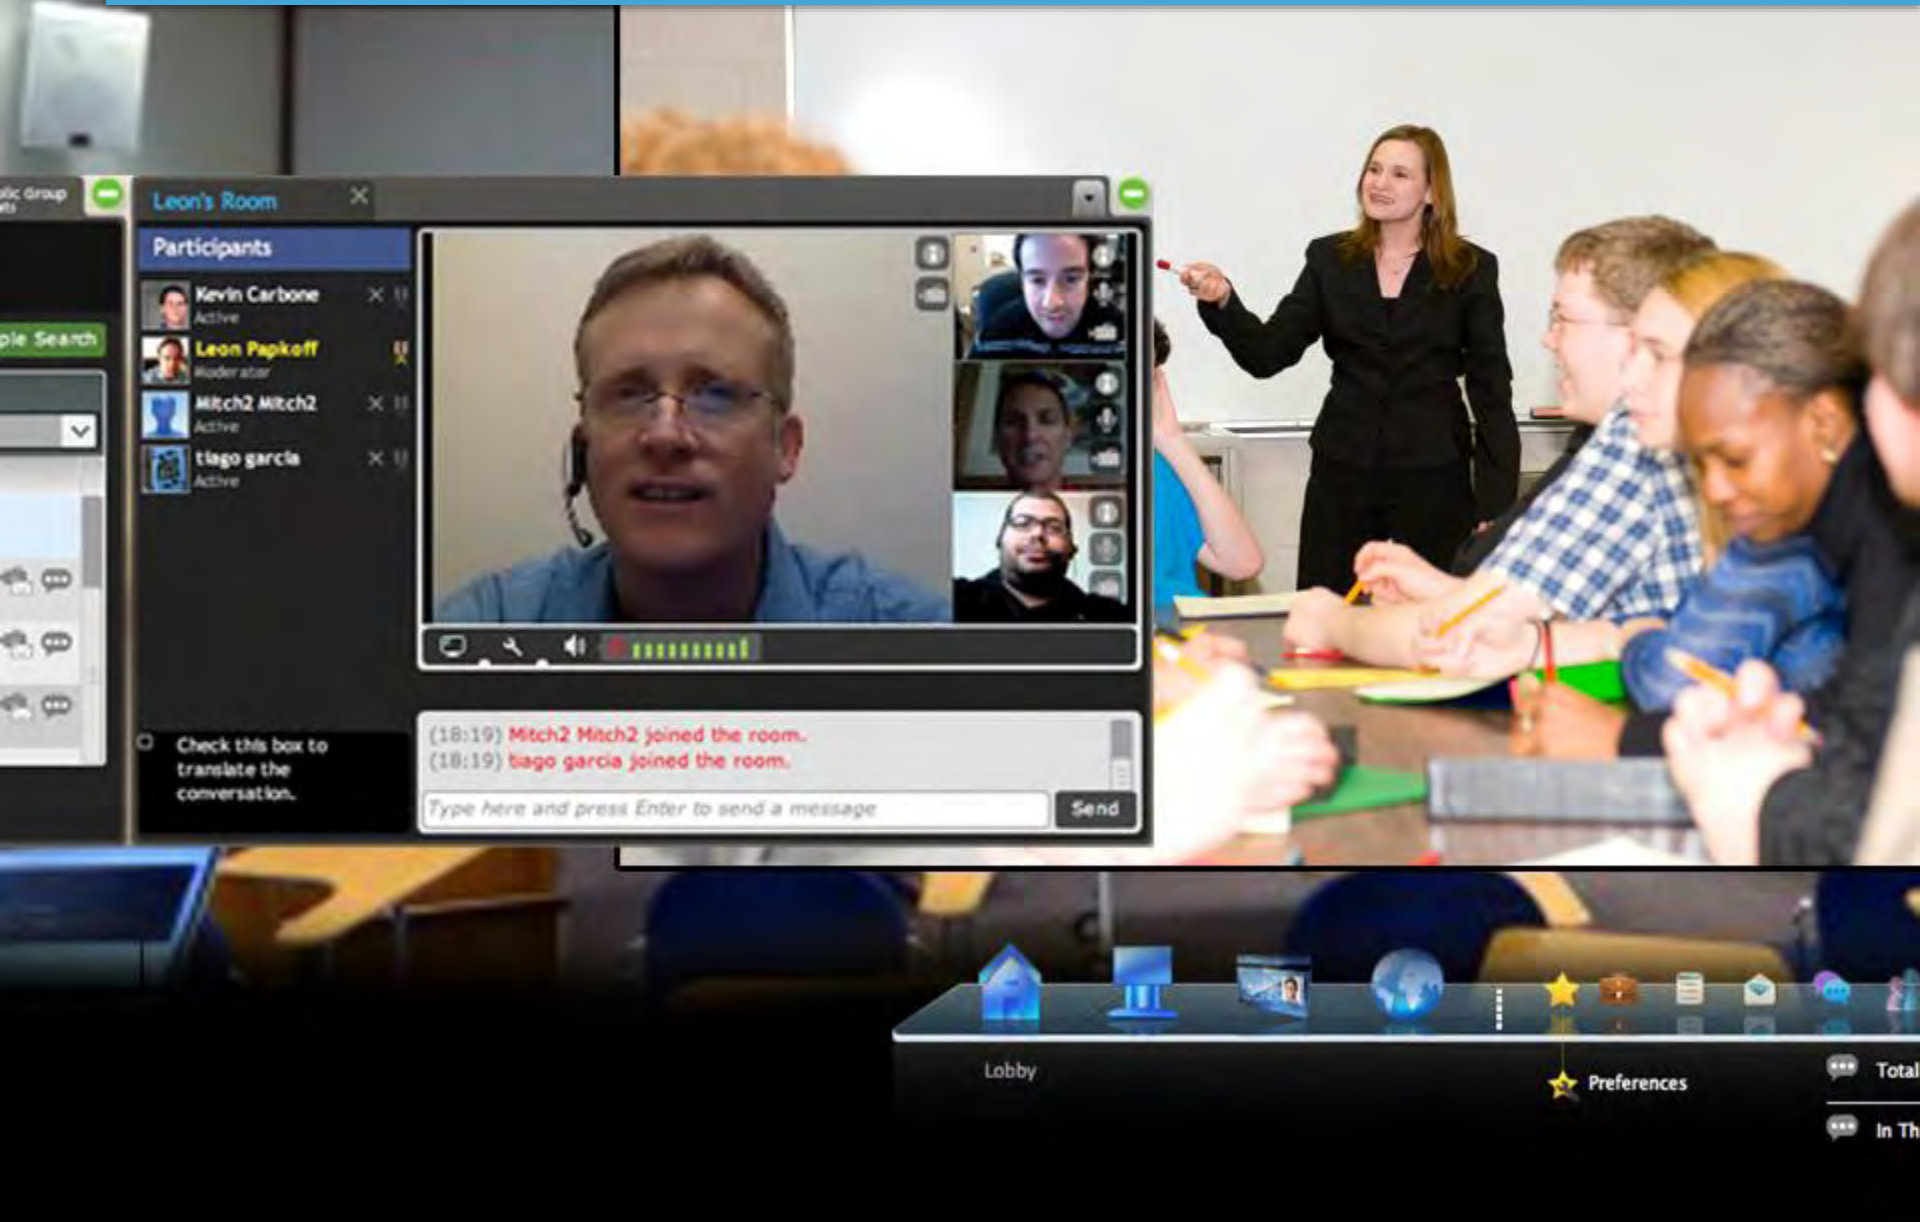 Group
Leon's Room
Participants
Kevin Carbone
Active
Leon Papkoff
Moderator
Mitch2 Mitch2
Active
tiago garcia
Active
Search
Check this box to
translate the
conversation.
(18:19) Mitch2 Mitch2 joined the room.
(18:19) tiago garcia joined the room.
Type here and press Enter to send a message
Send
Lobby
Preferences
Total
In